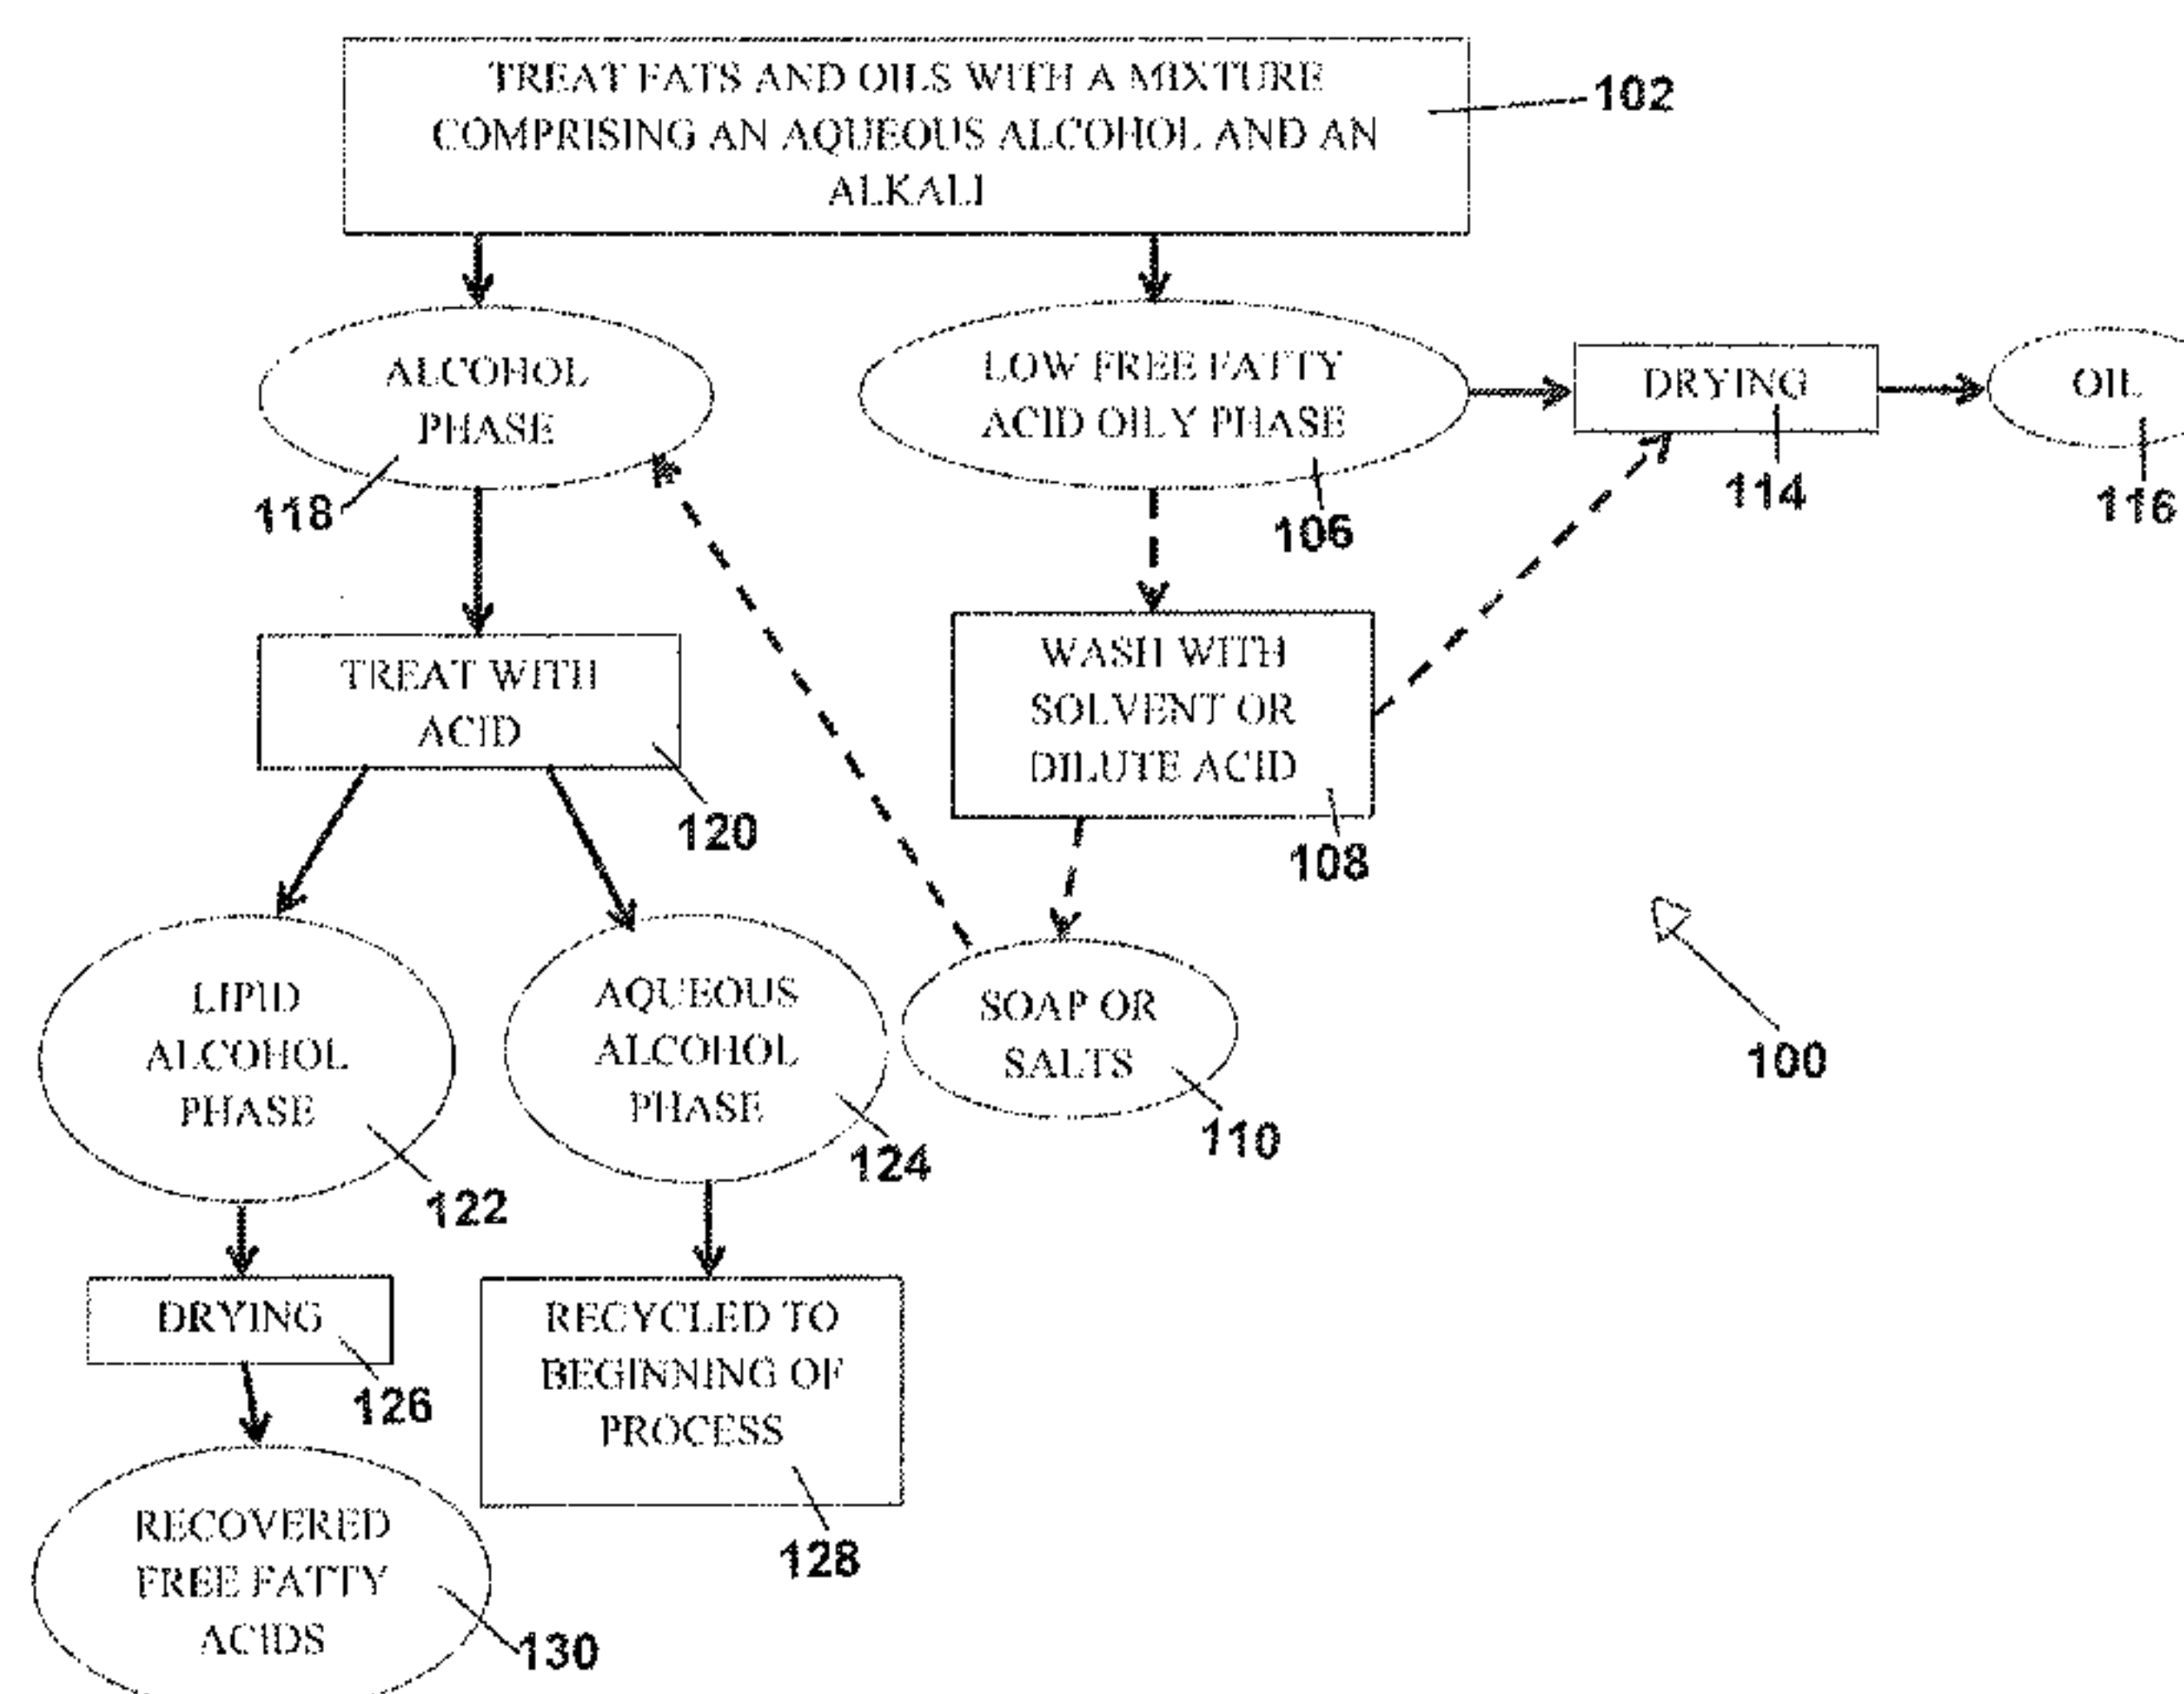 TREAT FATS AND OILS WITH A MIXTURE
COMPRISING AN AQUEOUS ALCOHOL AND AN
ALKALI
102
ALCOHOL
PHASE
118
LOW FREE FATTY
ACID OILY PHASE
106
DRYING
114
OIL
116
TREAT WITH
ACID
120
WASH WITH
SOLVENT OR
DILUTE ACID
108
LIPID
ALCOHOL
PHASE
122
AQUEOUS
ALCOHOL
PHASE
124
SOAP OR
SALTS
110
100
DRYING
126
RECYCLED TO
BEGINNING OF
PROCESS
128
RECOVERED
FREE FATTY
ACIDS
130